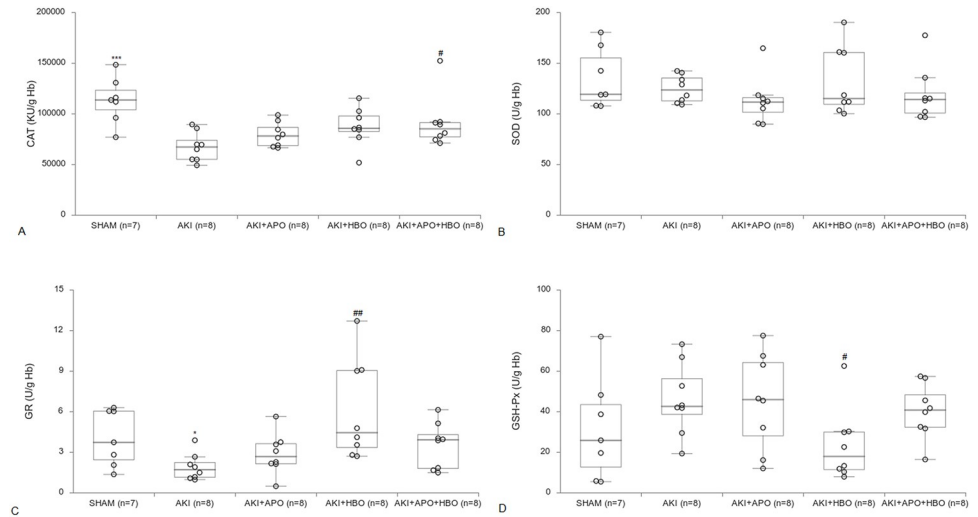 200000
150000
100000
50000
0
CAT (KU/g Hb)
***
#
SHAM (n=7) AKI (n=8) AKI+APO (n=8) AKI+HBO (n=8) AKI+APO+HBO (n=8)
A
200
150
100
50
0
SOD (U/g Hb)
SHAM (n=7) AKI (n=8) AKI+APO (n=8) AKI+HBO (n=8) AKI+APO+HBO (n=8)
B
15
12
9
6
3
0
GR (U/g Hb)
*
##
SHAM (n=7) AKI (n=8) AKI+APO (n=8) AKI+HBO (n=8) AKI+APO+HBO (n=8)
C
100
80
60
40
20
0
GSH-Px (U/g Hb)
#
SHAM (n=7) AKI (n=8) AKI+APO (n=8) AKI+HBO (n=8) AKI+APO+HBO (n=8)
D